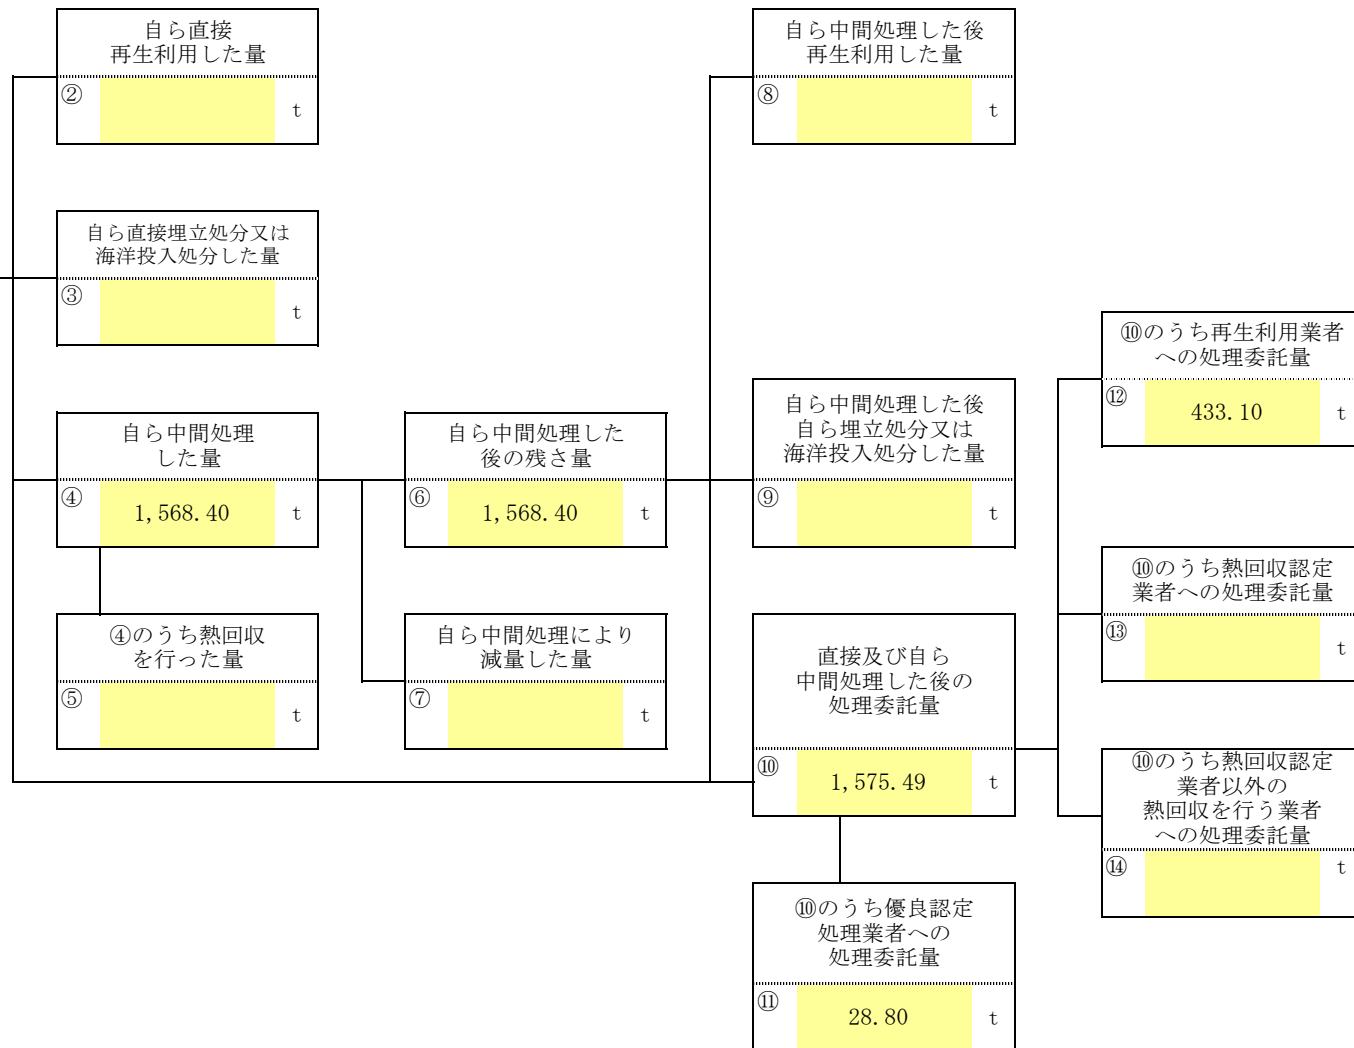 自ら直接
再生利用した量
②
t
自ら中間処理した後
再生利用した量
⑧
t
自ら直接埋立処分又は
海洋投入処分した量
③
t
⑩のうち再生利用業者
への処理委託量
⑫
433.10
t
自ら中間処理
した量
④
1,568.40
t
自ら中間処理した
後の残さ量
⑥
1,568.40
t
自ら中間処理した後
自ら埋立処分又は
海洋投入処分した量
⑨
t
⑩のうち熱回収認定
業者への処理委託量
⑬
t
④のうち熱回収
を行った量
⑤
t
自ら中間処理により
減量した量
⑦
t
直接及び自ら
中間処理した後の
処理委託量
⑩
1,575.49
t
⑩のうち熱回収認定
業者以外の
熱回収を行う業者
への処理委託量
⑭
t
⑩のうち優良認定
処理業者への
処理委託量
⑪
28.80
t